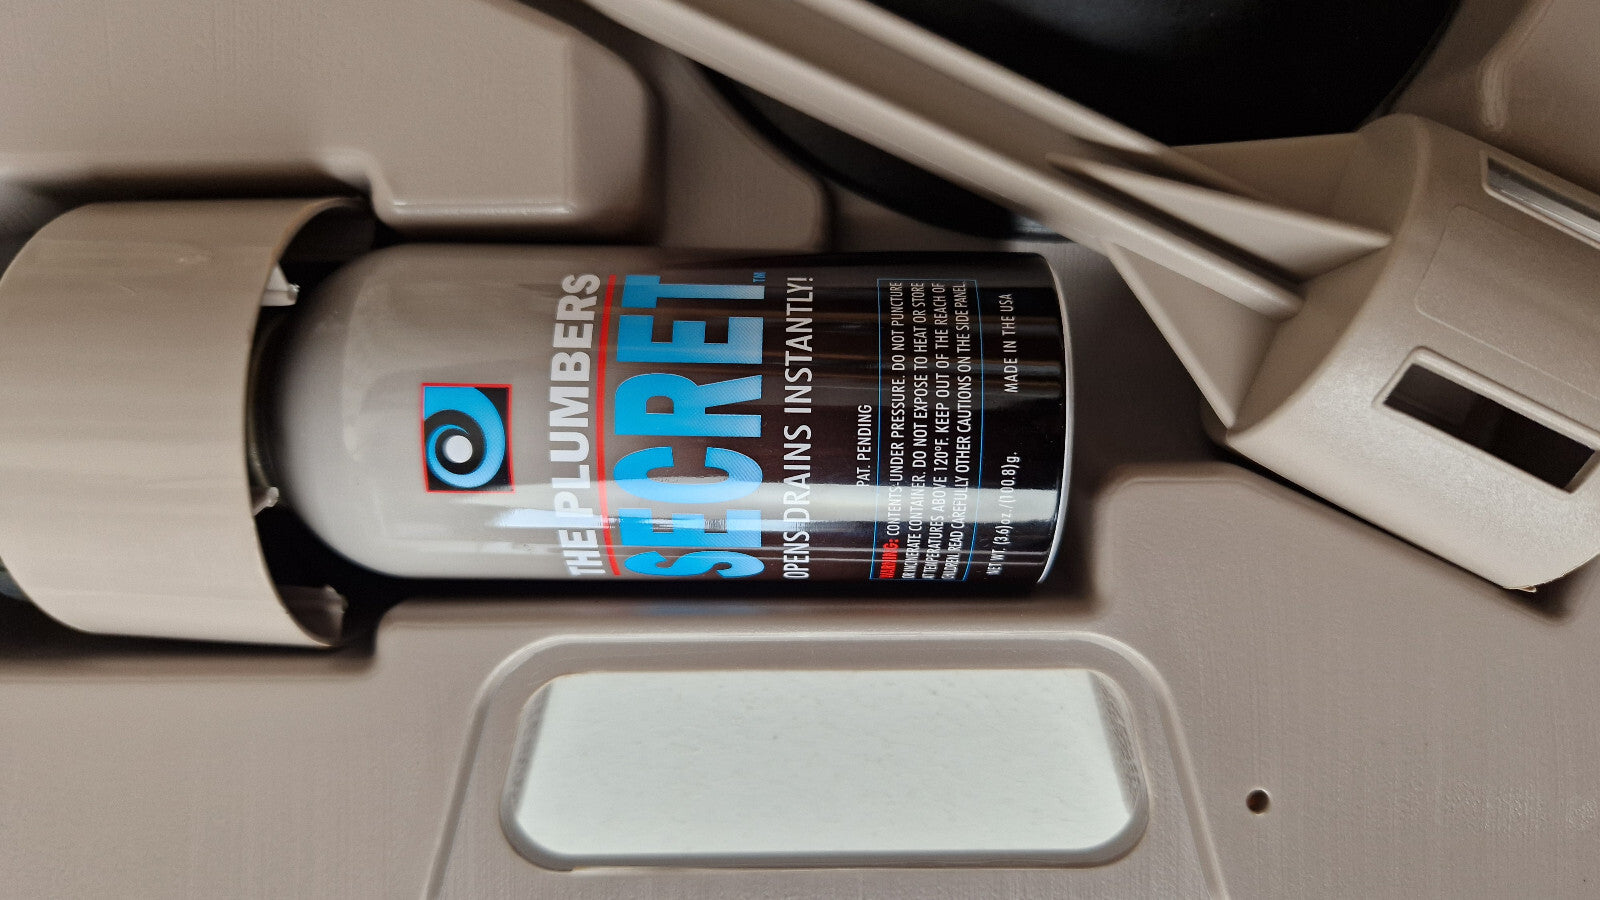 THE PLUMBERS
SECRET™
OPENS DRAINS INSTANTLY!
PAT. PENDING
WARNING: CONTENTS UNDER PRESSURE. DO NOT PUNCTURE
OR INCINERATE CONTAINER. DO NOT EXPOSE TO HEAT OR STORE
AT TEMPERATURES ABOVE 120°F. KEEP OUT OF THE REACH OF
CHILDREN. READ CAREFULLY OTHER CAUTIONS ON THE SIDE PANEL.
NET WT. (3.6)oz./(100.8)g.
MADE IN THE USA